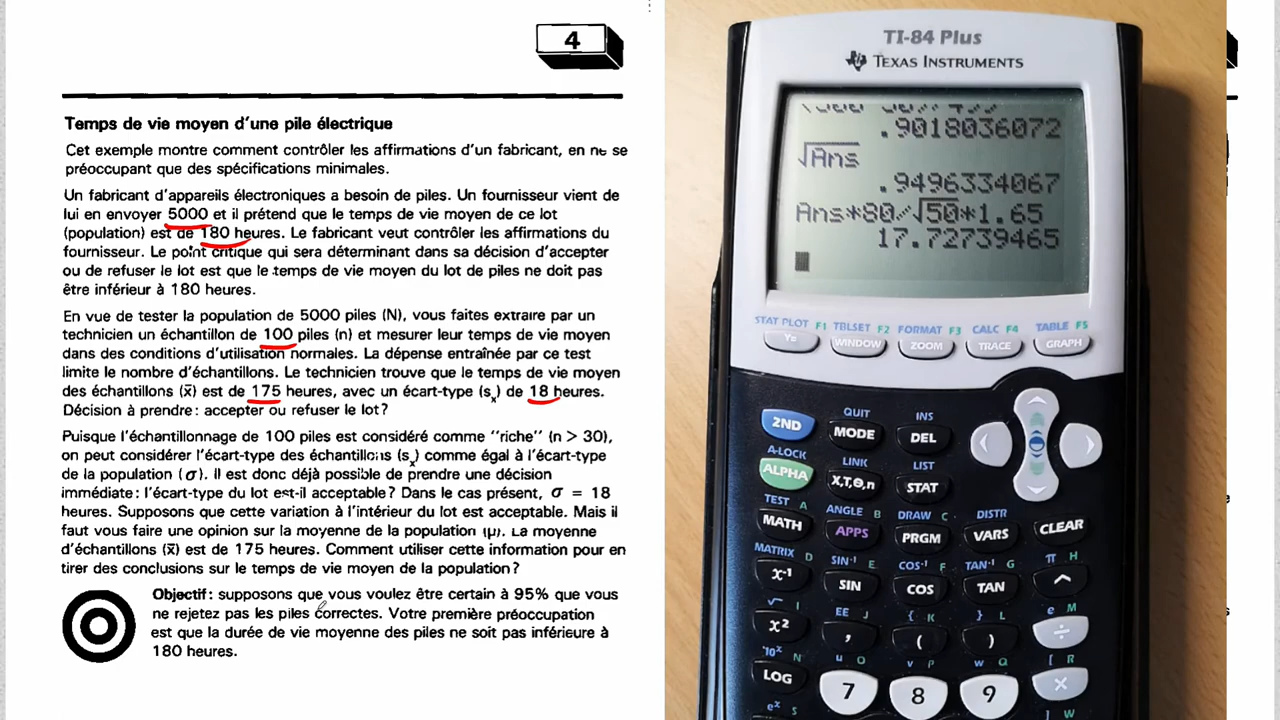 4
Temps de vie moyen d'une pile électrique
Cet exemple montre comment contrôler les affirmations d'un fabricant, en ne se
préoccupant que des spécifications minimales.
Un fabricant d'appareils électroniques a besoin de piles. Un fournisseur vient de
lui en envoyer 5000 et il prétend que le temps de vie moyen de ce lot
(population) est de 180 heures. Le fabricant veut contrôler les affirmations du
fournisseur. Le point critique qui sera déterminant dans sa décision d'accepter
ou de refuser le lot est que le temps de vie moyen du lot de piles ne doit pas
être inférieur à 180 heures.
En vue de tester la population de 5000 piles (N), vous faites extraire par un
technicien un échantillon de 100 piles (n) et mesurer leur temps de vie moyen
dans des conditions d'utilisation normales. La dépense entraînée par ce test
limite le nombre d'échantillons. Le technicien trouve que le temps de vie moyen
des échantillons (x̄) est de 175 heures, avec un écart-type (sx) de 18 heures.
Décision à prendre: accepter ou refuser le lot?
Puisque l'échantillonnage de 100 piles est considéré comme "riche" (n > 30),
on peut considérer l'écart-type des échantillons (sx) comme égal à l'écart-type
de la population (σ). Il est donc déjà possible de prendre une décision
immédiate: l'écart-type du lot est-il acceptable? Dans le cas présent, σ = 18
heures. Supposons que cette variation à l'intérieur du lot est acceptable. Mais il
faut vous faire une opinion sur la moyenne de la population (μ). La moyenne
d'échantillons (x̄) est de 175 heures. Comment utiliser cette information pour en
tirer des conclusions sur le temps de vie moyen de la population?
Objectif: supposons que vous voulez être certain à 95% que vous
ne rejetez pas les piles correctes. Votre première préoccupation
est que la durée de vie moyenne des piles ne soit pas inférieure à
180 heures.
TI-84 Plus
TEXAS INSTRUMENTS
.9018036072
√Ans
.9496334067
Ans*80/√50*1.65
17.72739465
STAT PLOT F1 TBLSET F2 FORMAT F3 CALC F4 TABLE F5
Y= WINDOW ZOOM TRACE GRAPH
QUIT INS
2ND MODE DEL
A-LOCK LINK LIST
ALPHA X,T,θ,n STAT
TEST A ANGLE B DRAW C DISTR
MATH APPS PRGM VARS CLEAR
MATRIX D SIN⁻¹ E COS⁻¹ F TAN⁻¹ G π H
x⁻¹ SIN COS TAN ^
√ I EE J { K } L e M
x² , ( ) ÷
10ˣ N u O v P w Q [ R
LOG 7 8 9 ×
eˣ S ] W